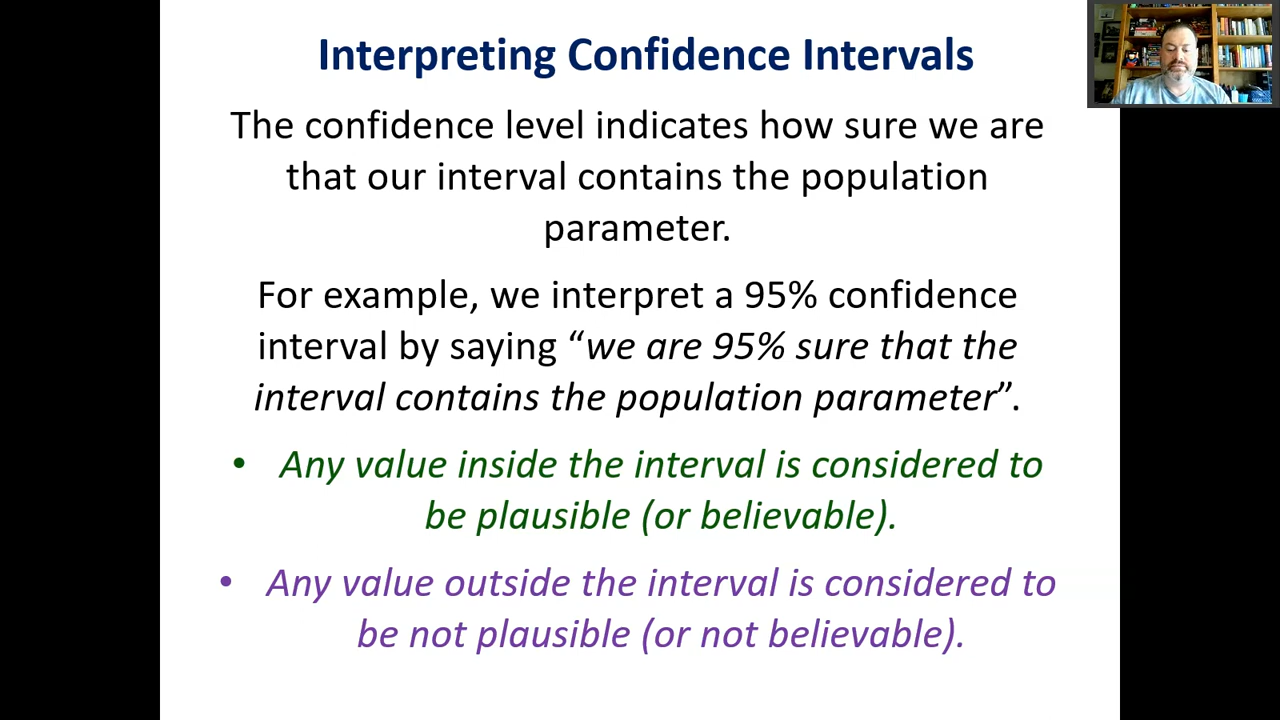 Interpreting Confidence Intervals
The confidence level indicates how sure we are
that our interval contains the population
parameter.
For example, we interpret a 95% confidence
interval by saying “we are 95% sure that the
interval contains the population parameter”.
• Any value inside the interval is considered to
be plausible (or believable).
• Any value outside the interval is considered to
be not plausible (or not believable).